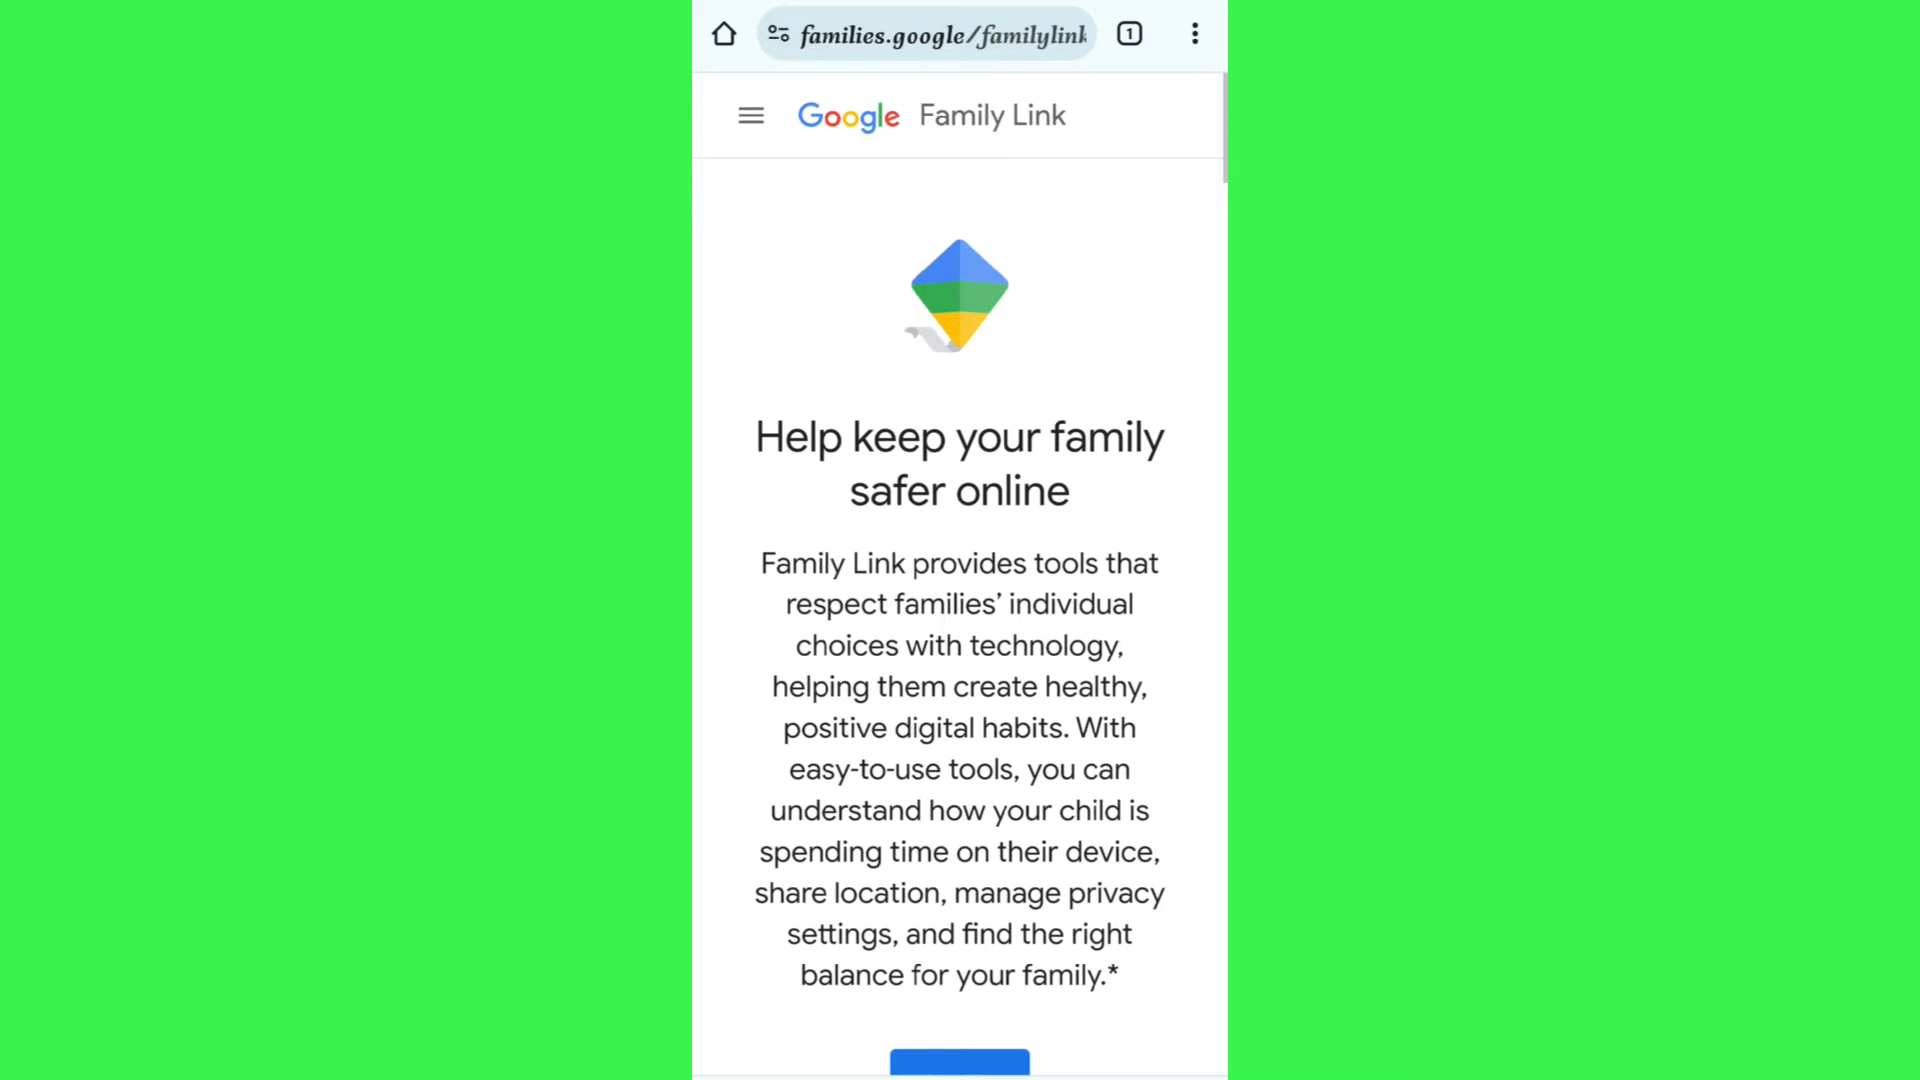 families.google/familylink
1
Google Family Link
Help keep your family
safer online
Family Link provides tools that
respect families’ individual
choices with technology,
helping them create healthy,
positive digital habits. With
easy-to-use tools, you can
understand how your child is
spending time on their device,
share location, manage privacy
settings, and find the right
balance for your family.*